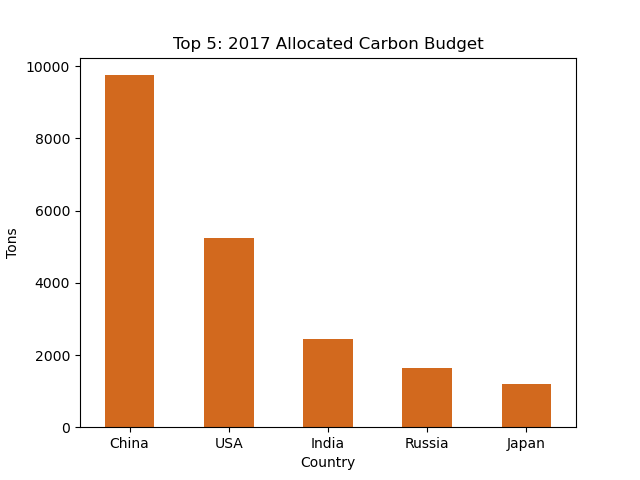 Top 5: 2017 Allocated Carbon Budget
10000
8000
6000
4000
2000
0
Tons
China USA India Russia Japan
Country